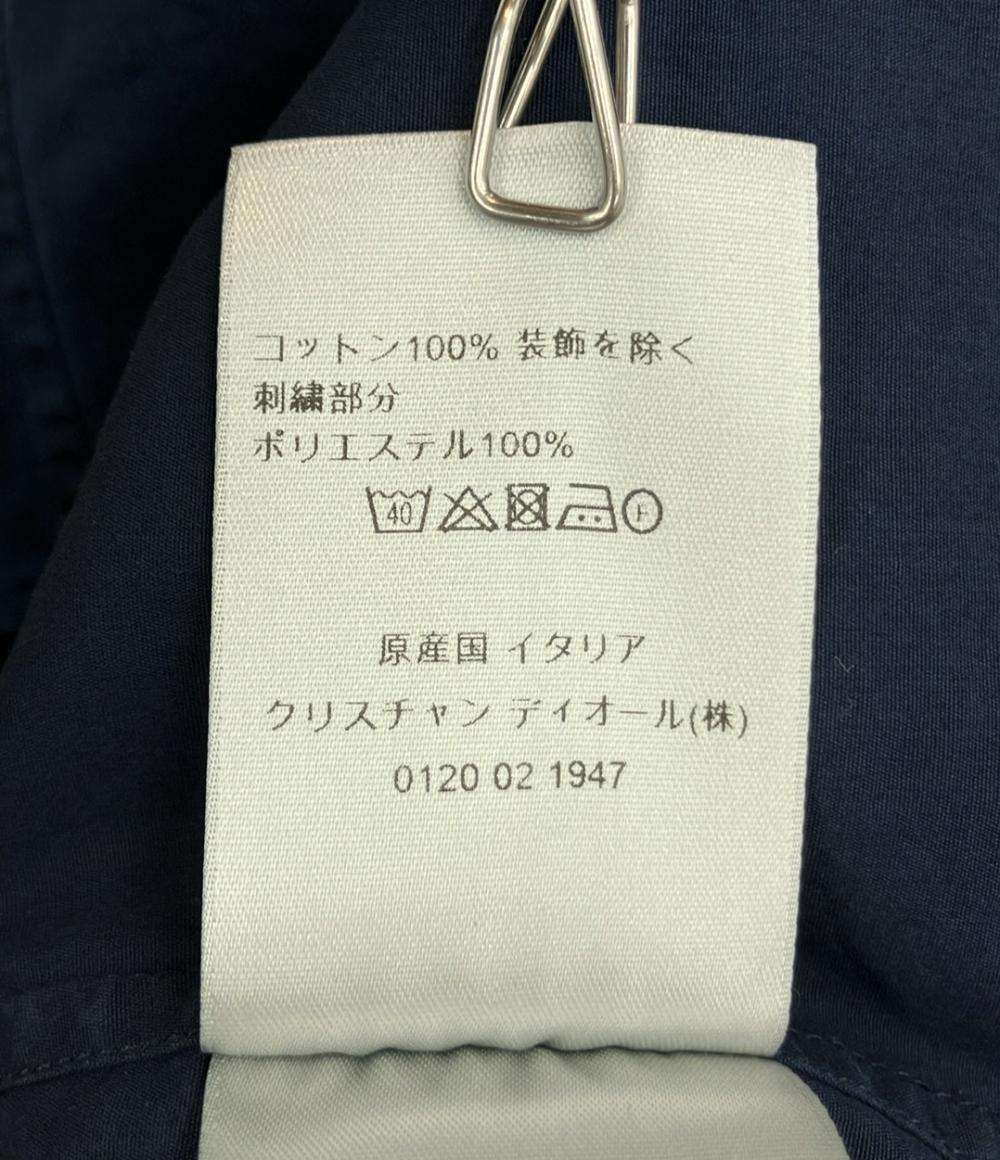 コットン100% 装飾を除く
刺繍部分
ポリエステル100%
40 F
原産国 イタリア
クリスチャン ディオール(株)
0120 02 1947